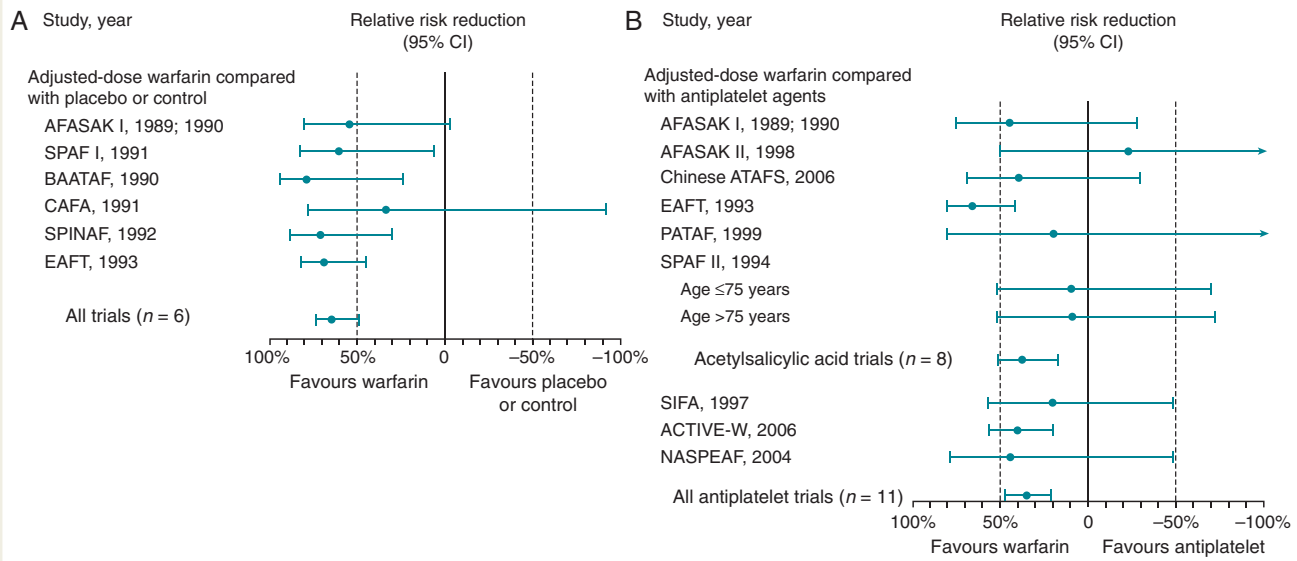 A Study, year
Relative risk reduction
(95% CI)
Adjusted-dose warfarin compared
with placebo or control
AFASAK I, 1989; 1990
SPAF I, 1991
BAATAF, 1990
CAFA, 1991
SPINAF, 1992
EAFT, 1993
All trials (n = 6)
100% 50% 0 –50% –100%
Favours warfarin Favours placebo
or control
B Study, year
Relative risk reduction
(95% CI)
Adjusted-dose warfarin compared
with antiplatelet agents
AFASAK I, 1989; 1990
AFASAK II, 1998
Chinese ATAFS, 2006
EAFT, 1993
PATAF, 1999
SPAF II, 1994
Age ≤75 years
Age >75 years
Acetylsalicylic acid trials (n = 8)
SIFA, 1997
ACTIVE-W, 2006
NASPEAF, 2004
All antiplatelet trials (n = 11)
100% 50% 0 –50% –100%
Favours warfarin Favours antiplatelet